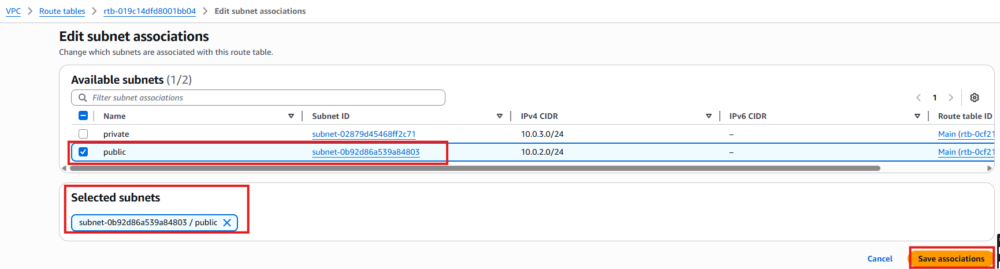 VPC > Route tables > rtb-019c14dfd8001bb04 > Edit subnet associations
Edit subnet associations
Change which subnets are associated with this route table.
Available subnets (1/2)
Filter subnet associations
1
Name Subnet ID IPv4 CIDR IPv6 CIDR Route table ID
private subnet-02879d45468ff2c71 10.0.3.0/24 – Main (rtb-0cf21
public subnet-0b92d86a539a84803 10.0.2.0/24 – Main (rtb-0cf21
Selected subnets
subnet-0b92d86a539a84803 / public
Cancel Save associations